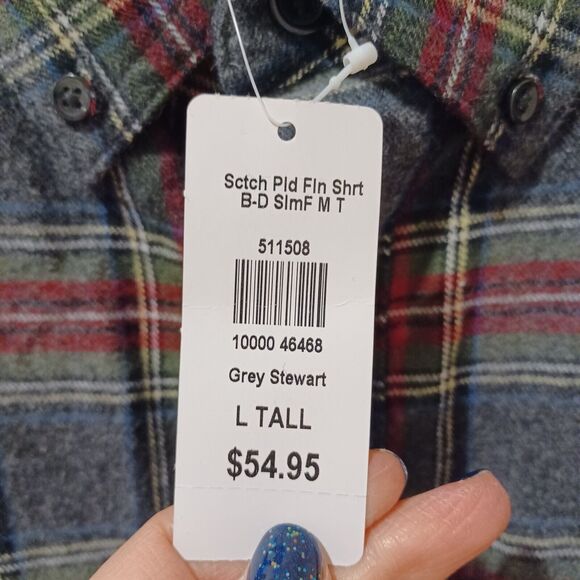 Sctch Pld Fln Shrt
B-D SlmF M T
511508
10000 46468
Grey Stewart
L TALL
$54.95